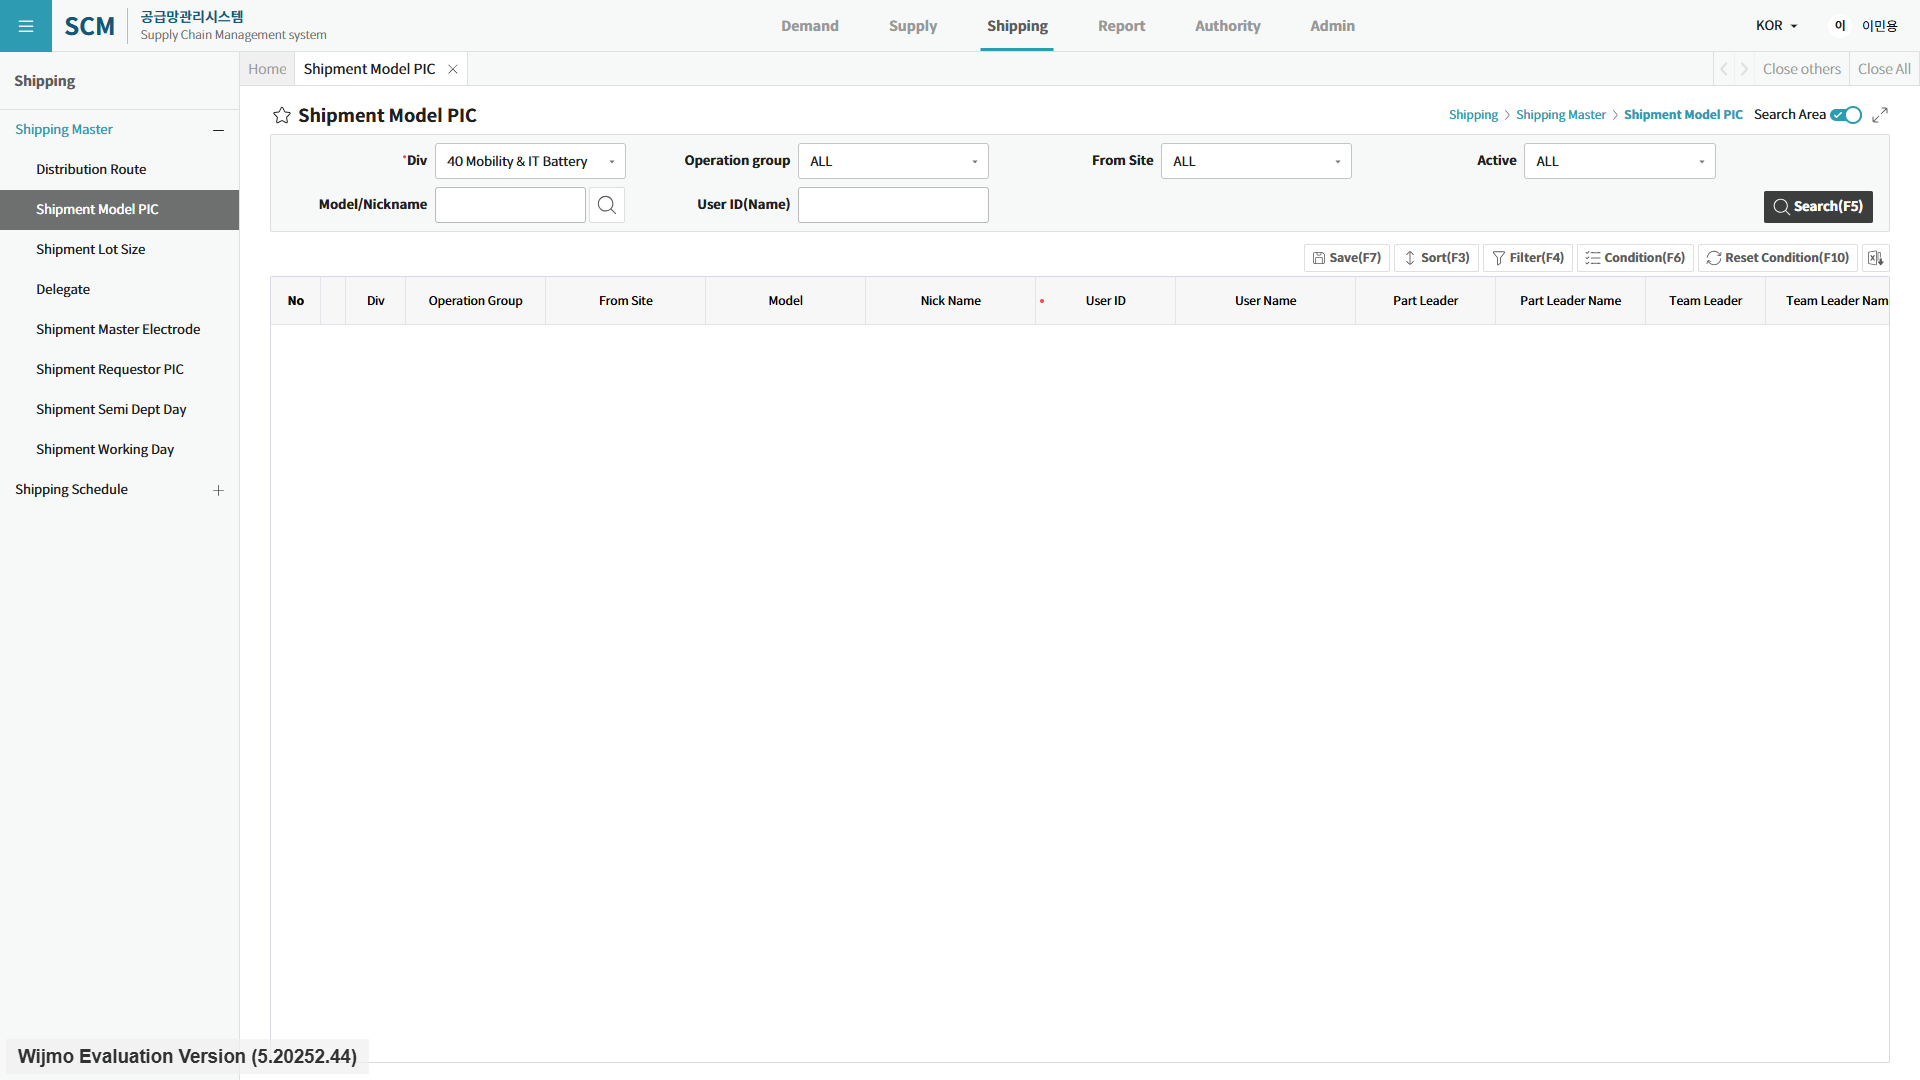 SCM
공급망관리시스템
Supply Chain Management system
Demand
Supply
Shipping
Report
Authority
Admin
KOR
이
이민용
Shipping
Home
Shipment Model PIC
Close others
Close All
Shipping Master
Distribution Route
Shipment Model PIC
Shipment Lot Size
Delegate
Shipment Master Electrode
Shipment Requestor PIC
Shipment Semi Dept Day
Shipment Working Day
Shipping Schedule
Shipment Model PIC
Shipping > Shipping Master > Shipment Model PIC
Search Area
*Div
40 Mobility & IT Battery
Operation group
ALL
From Site
ALL
Active
ALL
Model/Nickname
User ID(Name)
Search(F5)
Save(F7)
Sort(F3)
Filter(F4)
Condition(F6)
Reset Condition(F10)
No
Div
Operation Group
From Site
Model
Nick Name
User ID
User Name
Part Leader
Part Leader Name
Team Leader
Team Leader Nam
Wijmo Evaluation Version (5.20252.44)